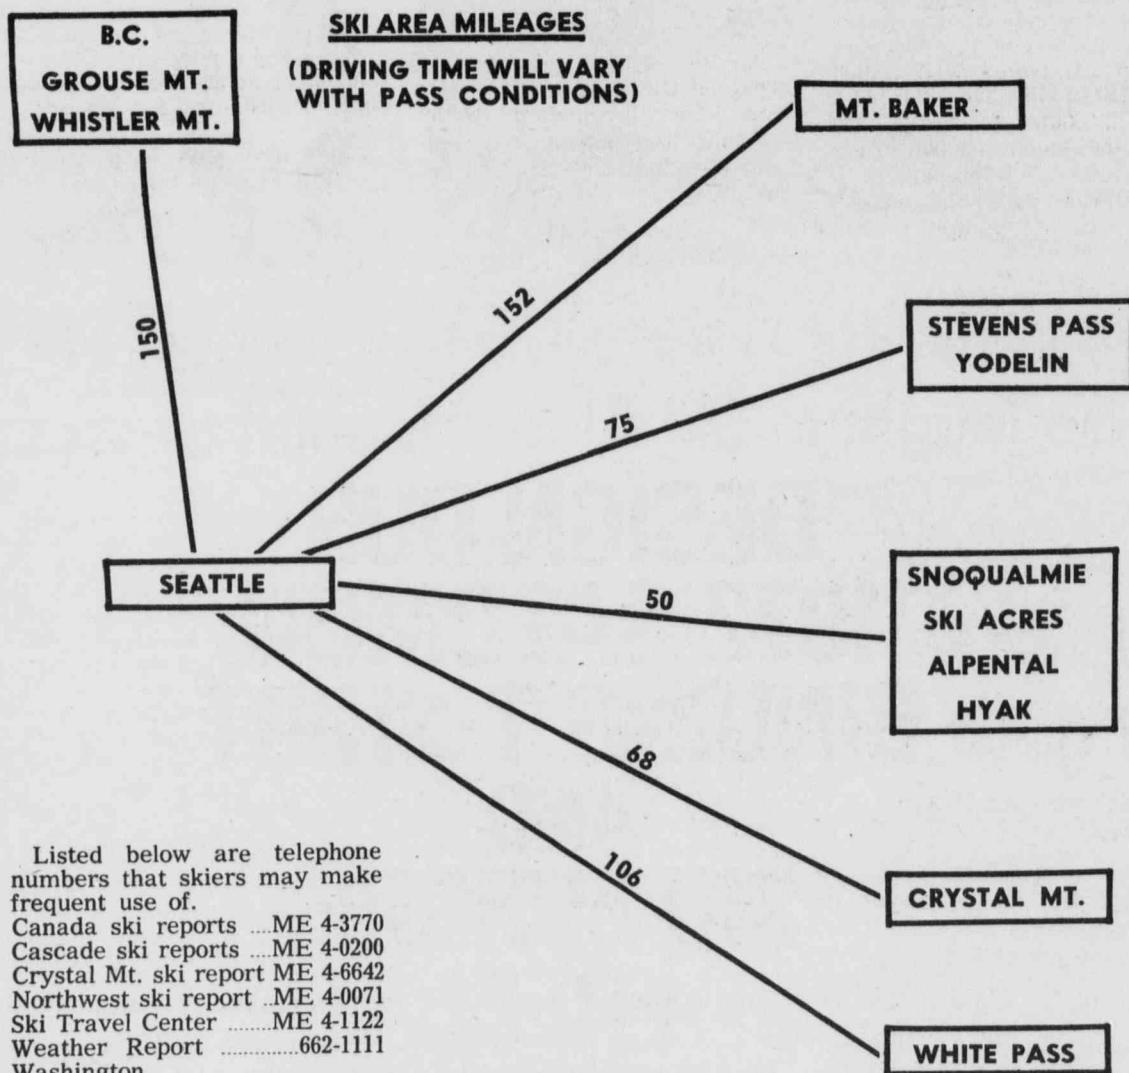 SKI AREA MILEAGES
(DRIVING TIME WILL VARY
WITH PASS CONDITIONS)
B.C.
GROUSE MT.
WHISTLER MT.
MT. BAKER
150
152
STEVENS PASS
YODELIN
75
SEATTLE
50
SNOQUALMIE
SKI ACRES
ALPENTAL
HYAK
68
106
CRYSTAL MT.
WHITE PASS
Listed below are telephone
numbers that skiers may make
frequent use of.
Canada ski reports ....ME 4-3770
Cascade ski reports ....ME 4-0200
Crystal Mt. ski report ME 4-6642
Northwest ski report ..ME 4-0071
Ski Travel Center ........ME 4-1122
Weather Report .............662-1111
Washington